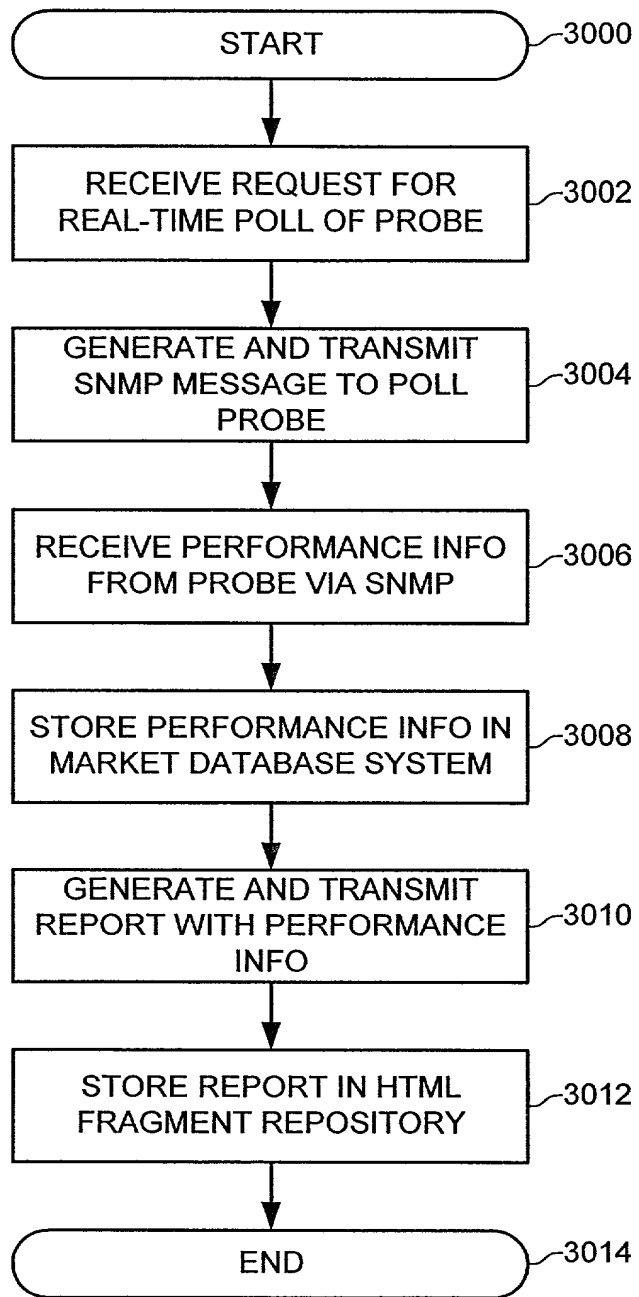 START
3000
RECEIVE REQUEST FOR
REAL-TIME POLL OF PROBE
3002
GENERATE AND TRANSMIT
SNMP MESSAGE TO POLL
PROBE
3004
RECEIVE PERFORMANCE INFO
FROM PROBE VIA SNMP
3006
STORE PERFORMANCE INFO IN
MARKET DATABASE SYSTEM
3008
GENERATE AND TRANSMIT
REPORT WITH PERFORMANCE
INFO
3010
STORE REPORT IN HTML
FRAGMENT REPOSITORY
3012
END
3014